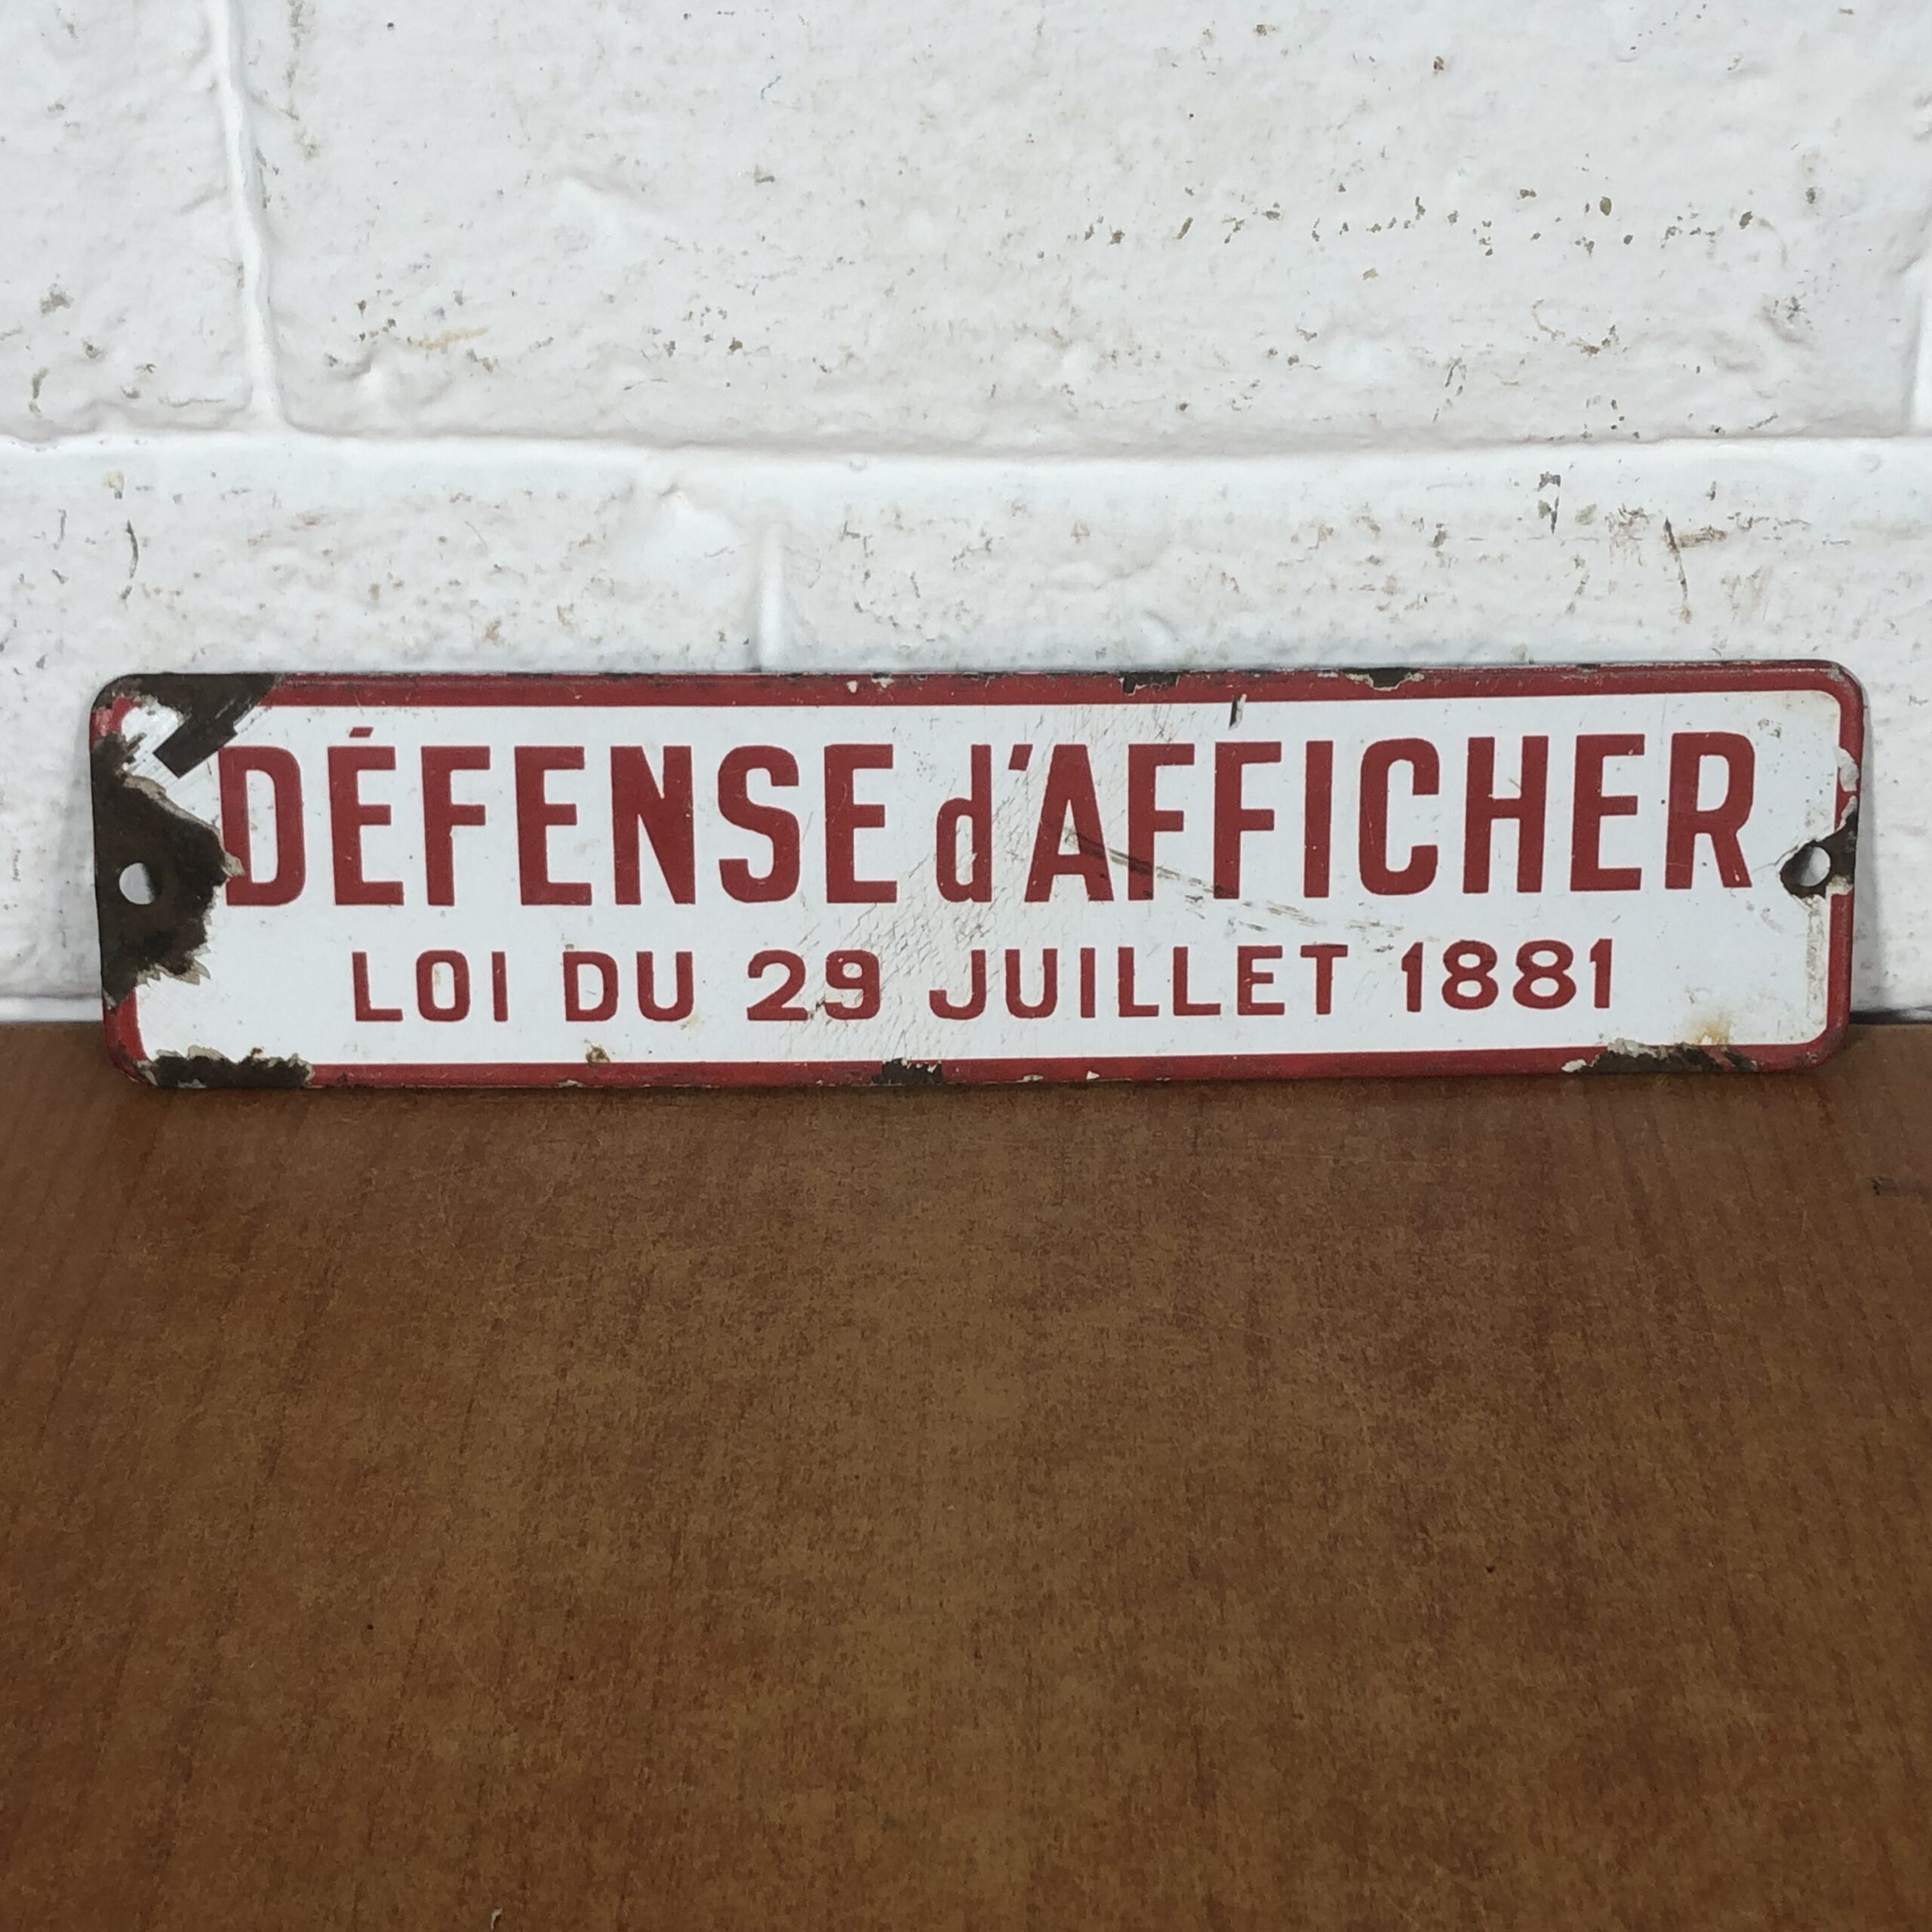 DÉFENSE d'AFFICHER
LOI DU 29 JUILLET 1881